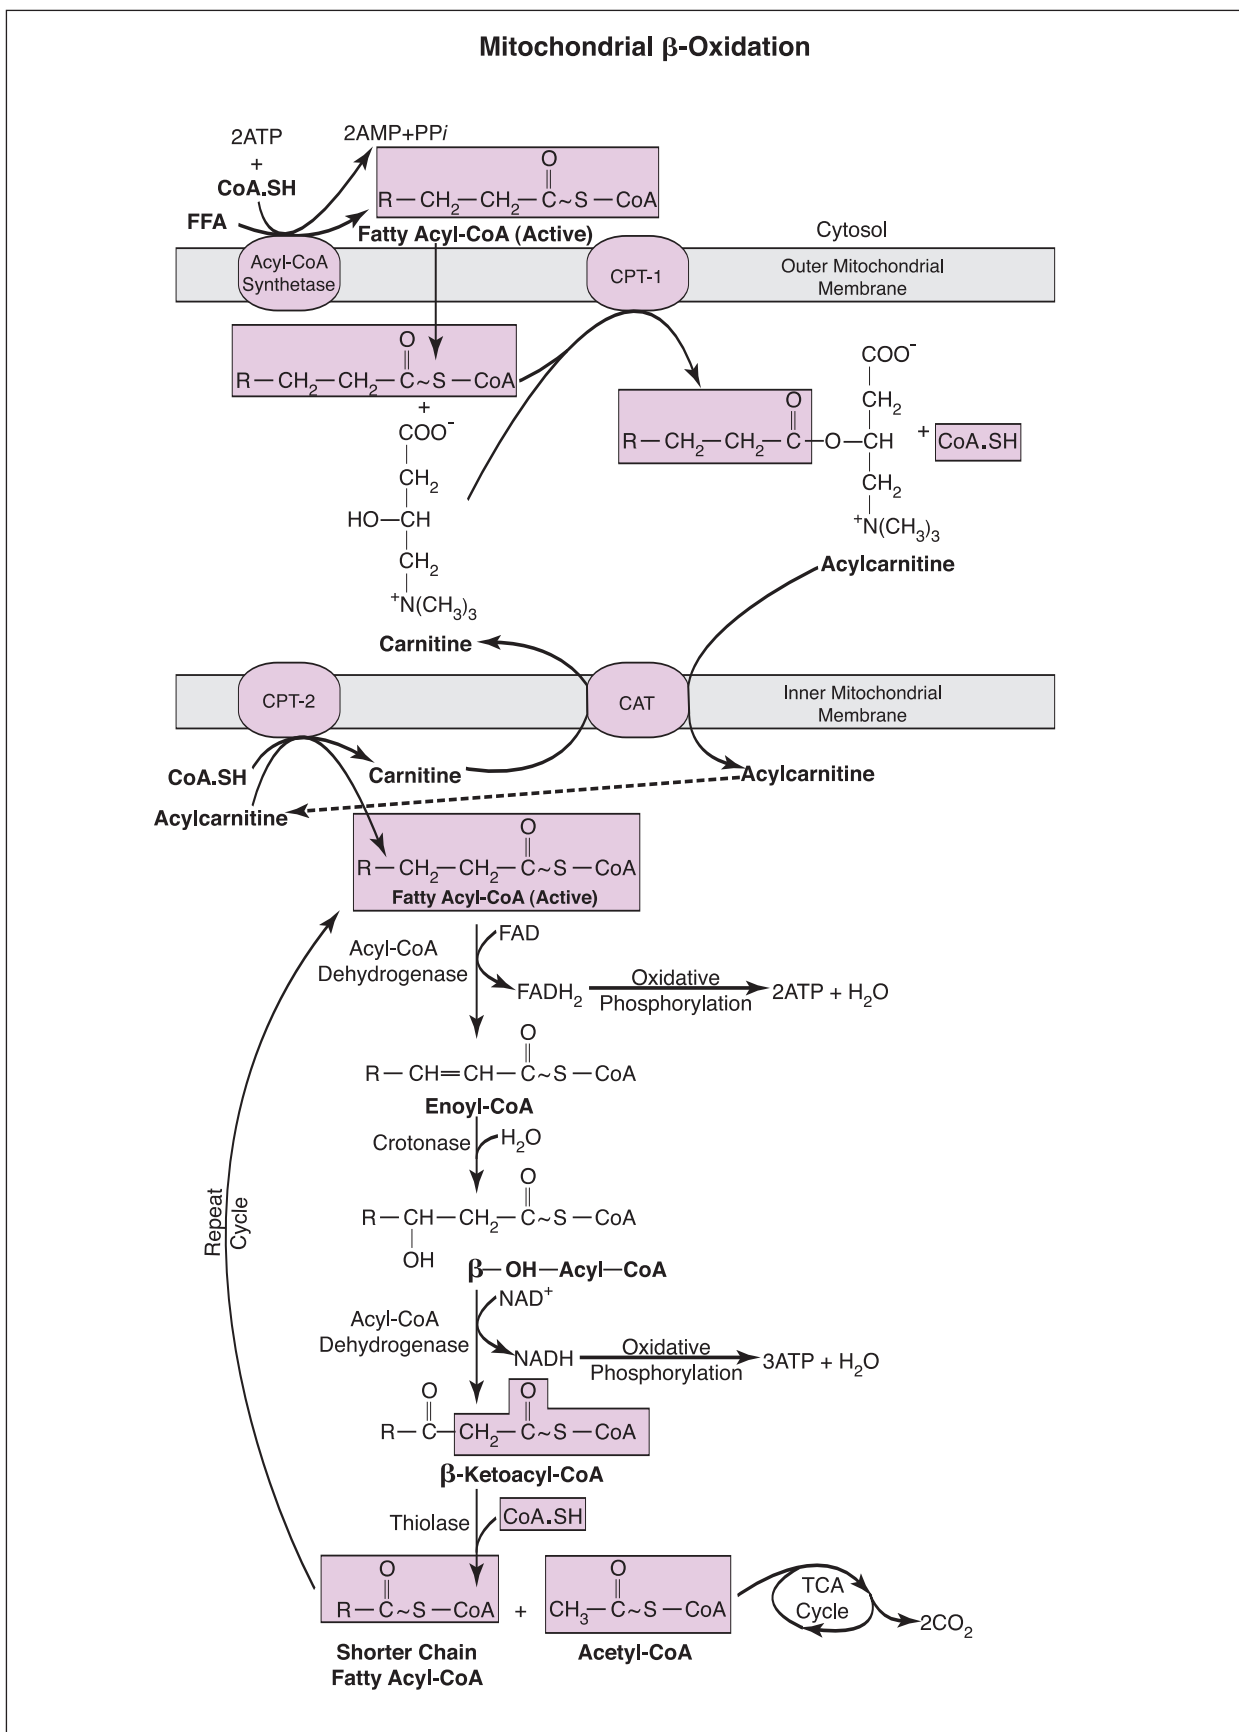 Mitochondrial β-Oxidation
2ATP
+
CoA.SH
2AMP+PPi
FFA
O
R—CH₂—CH₂—C~S—CoA
Fatty Acyl-CoA (Active)
Cytosol
Acyl-CoA
Synthetase
CPT-1
Outer Mitochondrial
Membrane
O
R—CH₂—CH₂—C~S—CoA
+
COO⁻
CH₂
HO—CH
CH₂
⁺N(CH₃)₃
Carnitine
COO⁻
CH₂
O
R—CH₂—CH₂—C—O—CH
+ CoA.SH
CH₂
⁺N(CH₃)₃
Acylcarnitine
CPT-2
CAT
Inner Mitochondrial
Membrane
CoA.SH
Carnitine
Acylcarnitine
Acylcarnitine
O
R—CH₂—CH₂—C~S—CoA
Fatty Acyl-CoA (Active)
Acyl-CoA
Dehydrogenase
FAD
FADH₂
Oxidative
Phosphorylation
2ATP + H₂O
O
R—CH=CH—C~S—CoA
Enoyl-CoA
Crotonase
H₂O
O
R—CH—CH₂—C~S—CoA
OH
β—OH—Acyl—CoA
Repeat
Cycle
Acyl-CoA
Dehydrogenase
NAD⁺
NADH
Oxidative
Phosphorylation
3ATP + H₂O
O O
R—C—CH₂—C~S—CoA
β-Ketoacyl-CoA
Thiolase
CoA.SH
O
R—C~S—CoA
+
O
CH₃—C~S—CoA
TCA
Cycle
2CO₂
Shorter Chain
Fatty Acyl-CoA
Acetyl-CoA